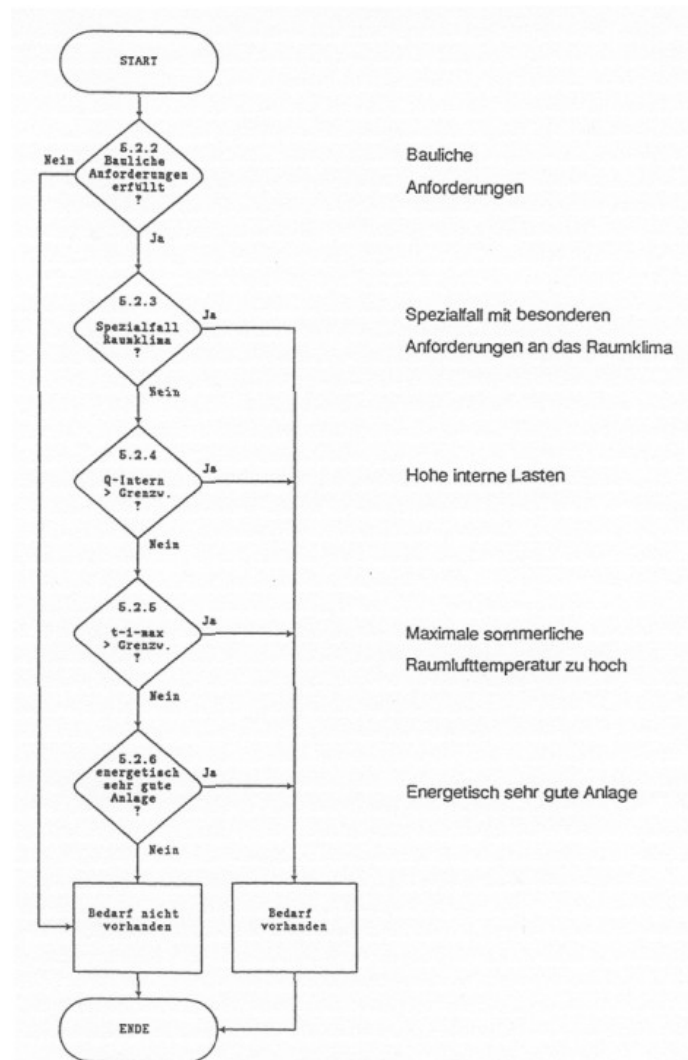 START
5.2.2
Bauliche
Anforderungen
erfüllt
?
Nein
Ja
Bauliche
Anforderungen
5.2.3
Spezialfall
Raumklima
?
Ja
Nein
Spezialfall mit besonderen
Anforderungen an das Raumklima
5.2.4
Q-Intern
> Grenzw.
?
Ja
Nein
Hohe interne Lasten
5.2.5
t-i-max
> Grenzw.
?
Ja
Nein
Maximale sommerliche
Raumlufttemperatur zu hoch
5.2.6
energetisch
sehr gute
Anlage
?
Ja
Nein
Energetisch sehr gute Anlage
Bedarf nicht
vorhanden
Bedarf
vorhanden
ENDE